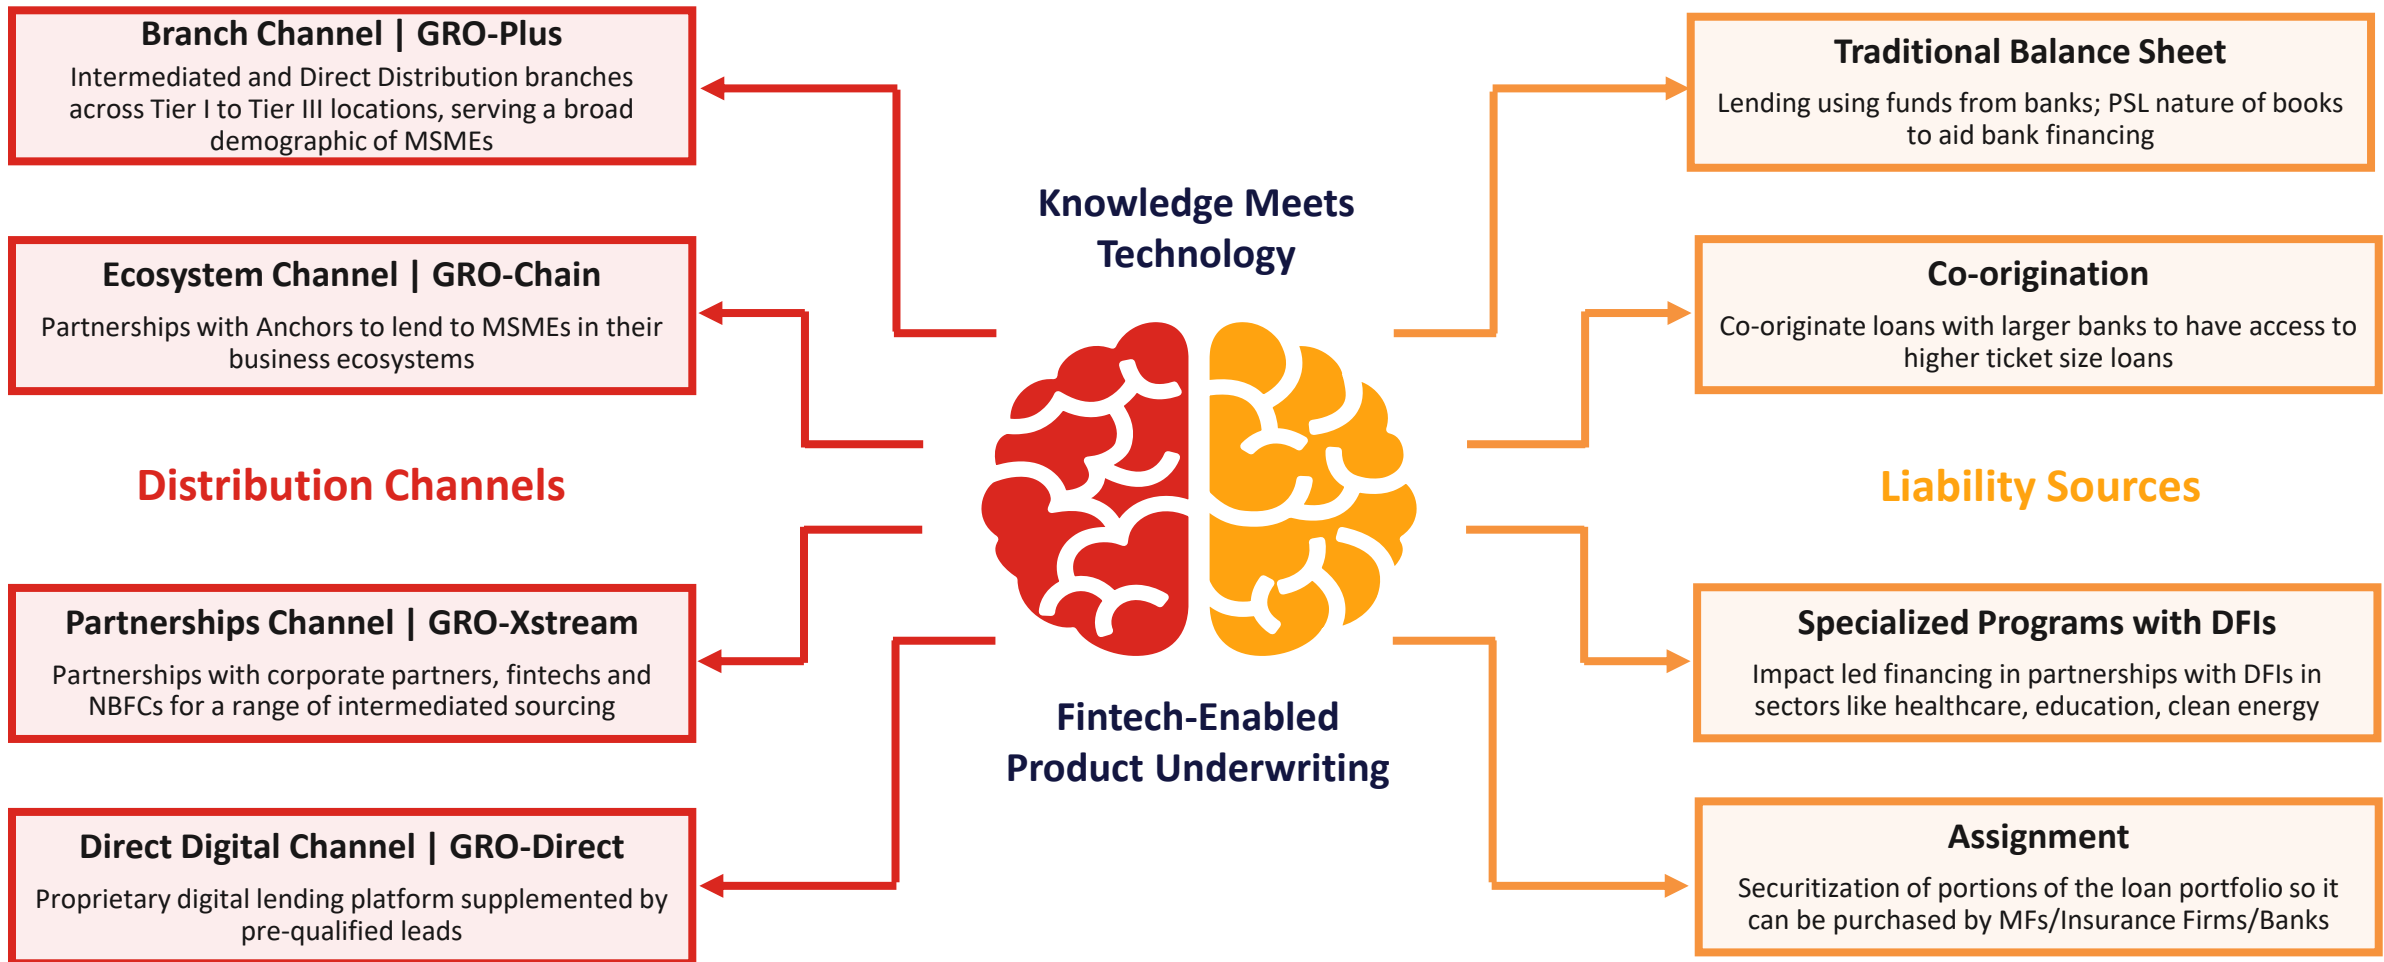 Branch Channel | GRO-Plus
Intermediated and Direct Distribution branches
across Tier I to Tier III locations, serving a broad
demographic of MSMEs
Ecosystem Channel | GRO-Chain
Partnerships with Anchors to lend to MSMEs in their
business ecosystems
Distribution Channels
Partnerships Channel | GRO-Xstream
Partnerships with corporate partners, fintechs and
NBFCs for a range of intermediated sourcing
Direct Digital Channel | GRO-Direct
Proprietary digital lending platform supplemented by
pre-qualified leads
Knowledge Meets
Technology
Fintech-Enabled
Product Underwriting
Traditional Balance Sheet
Lending using funds from banks; PSL nature of books
to aid bank financing
Co-origination
Co-originate loans with larger banks to have access to
higher ticket size loans
Liability Sources
Specialized Programs with DFIs
Impact led financing in partnerships with DFIs in
sectors like healthcare, education, clean energy
Assignment
Securitization of portions of the loan portfolio so it
can be purchased by MFs/Insurance Firms/Banks